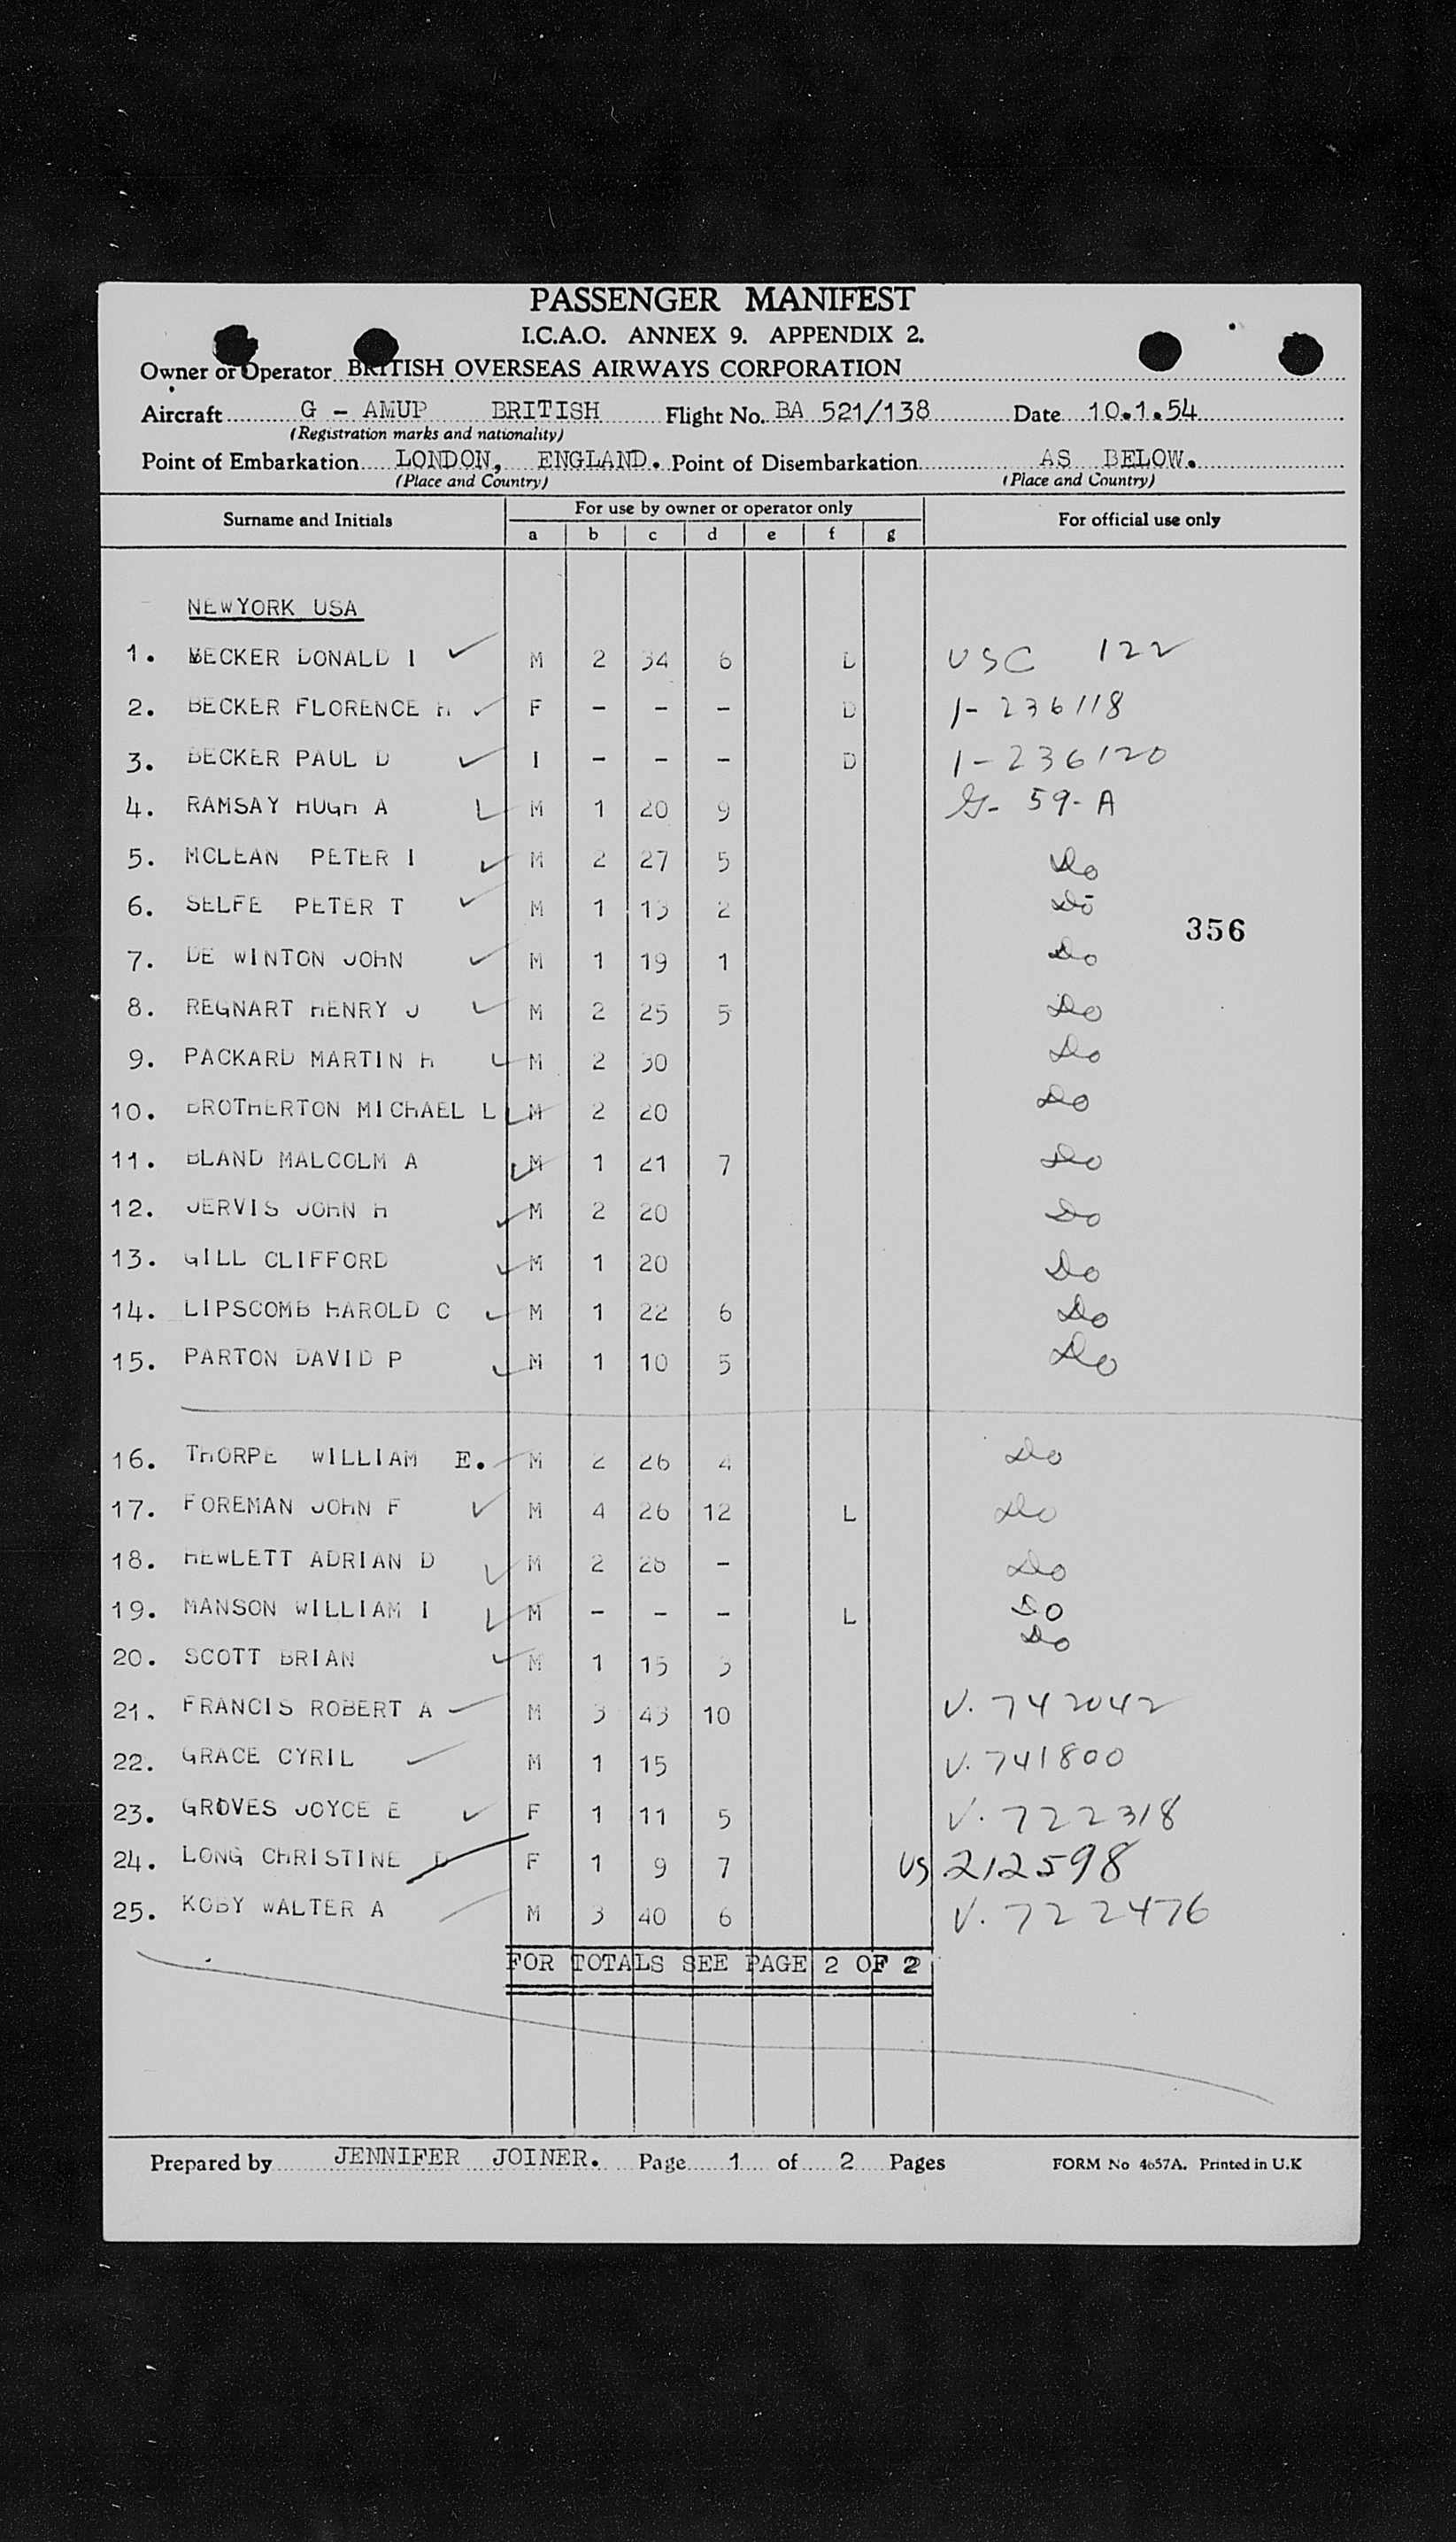 PASSENGER MANIFEST
I.C.A.O. ANNEX 9. APPENDIX 2.
Owner or Operator BRITISH OVERSEAS AIRWAYS CORPORATION
Aircraft G - AMUP BRITISH Flight No. BA 521/138 Date 10.1.54
(Registration marks and nationality)
Point of Embarkation LONDON, ENGLAND. Point of Disembarkation AS BELOW.
(Place and Country) (Place and Country)
Surname and Initials For use by owner or operator only For official use only
a b c d e f g
NEWYORK USA
1. BECKER DONALD I M 2 34 6 D USC 122
2. BECKER FLORENCE H F - - - D 1-236118
3. BECKER PAUL D I - - - D 1-236120
4. RAMSAY HUGH A M 1 20 9 G- 59-A
5. MCLEAN PETER I M 2 27 5 Do
6. SELFE PETER T M 1 13 2 Do
356
7. DE WINTON JOHN M 1 19 1 Do
8. REGNART HENRY J M 2 25 5 Do
9. PACKARD MARTIN H M 2 30 Do
10. BROTHERTON MICHAEL L M 2 20 Do
11. BLAND MALCOLM A M 1 21 7 Do
12. JERVIS JOHN H M 2 20 Do
13. GILL CLIFFORD M 1 20 Do
14. LIPSCOMB HAROLD C M 1 22 6 Do
15. PARTON DAVID P M 1 10 5 Do
16. THORPE WILLIAM E. M 2 26 4 Do
17. FOREMAN JOHN F M 4 26 12 L Do
18. HEWLETT ADRIAN D M 2 28 - Do
19. MANSON WILLIAM I M - - - L Do
20. SCOTT BRIAN M 1 15 3 Do
21. FRANCIS ROBERT A M 3 43 10 V. 742042
22. GRACE CYRIL M 1 15 V. 741800
23. GROVES JOYCE E F 1 11 5 V. 722318
24. LONG CHRISTINE D F 1 9 7 US 212598
25. KOBY WALTER A M 3 40 6 V. 722476
FOR TOTALS SEE PAGE 2 OF 2
Prepared by JENNIFER JOINER. Page 1 of 2 Pages FORM No 4657A. Printed in U.K